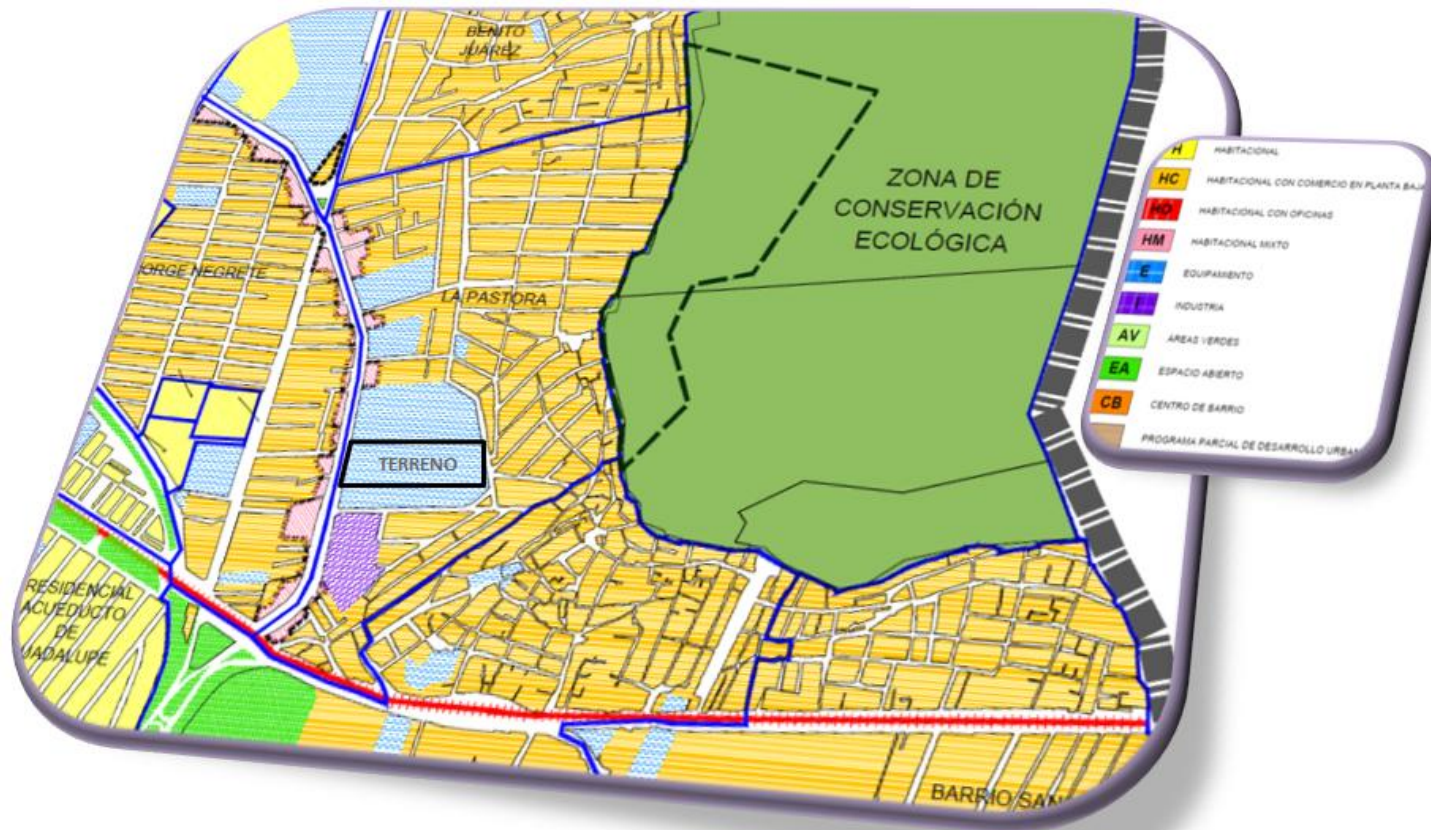 BENITO
JUÁREZ
JORGE NEGRETE
LA PASTORA
TERRENO
RESIDENCIAL
ACUEDUCTO
DE
GUADALUPE
ZONA DE
CONSERVACIÓN
ECOLÓGICA
BARRIO SAN
H HABITACIONAL
HC HABITACIONAL CON COMERCIO EN PLANTA BAJA
HO HABITACIONAL CON OFICINAS
HM HABITACIONAL MIXTO
E EQUIPAMIENTO
I INDUSTRIA
AV ÁREAS VERDES
EA ESPACIO ABIERTO
CB CENTRO DE BARRIO
PROGRAMA PARCIAL DE DESARROLLO URBAN